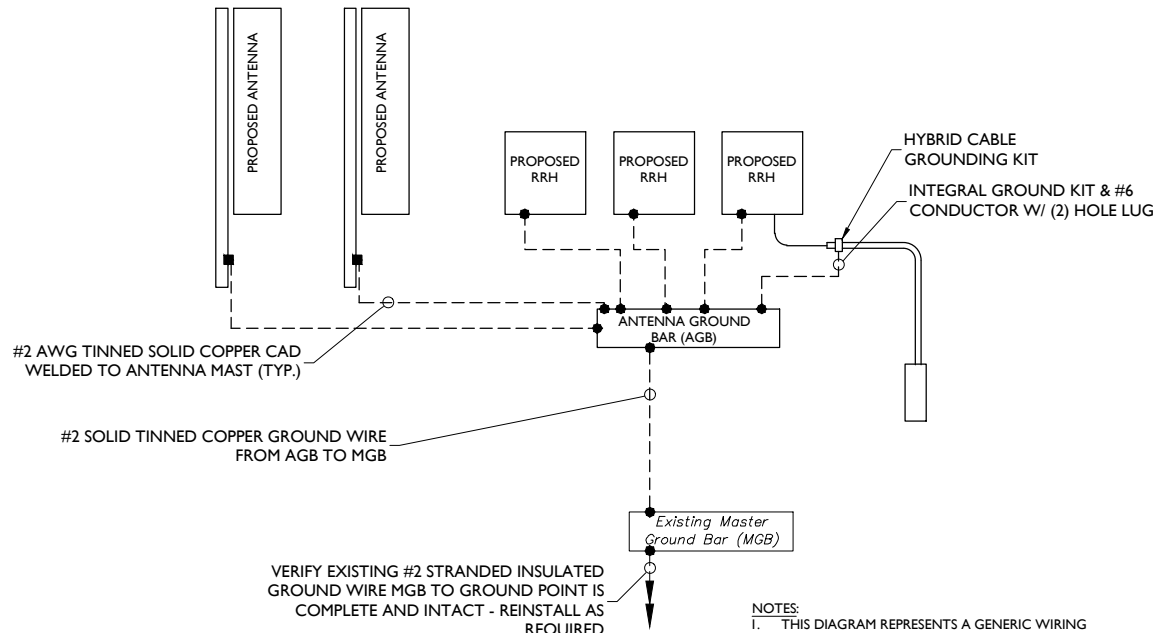 PROPOSED ANTENNA
PROPOSED ANTENNA
PROPOSED
RRH
PROPOSED
RRH
PROPOSED
RRH
HYBRID CABLE
GROUNDING KIT
INTEGRAL GROUND KIT & #6
CONDUCTOR W/ (2) HOLE LUG
ANTENNA GROUND
BAR (AGB)
#2 AWG TINNED SOLID COPPER CAD
WELDED TO ANTENNA MAST (TYP.)
#2 SOLID TINNED COPPER GROUND WIRE
FROM AGB TO MGB
Existing Master
Ground Bar (MGB)
VERIFY EXISTING #2 STRANDED INSULATED
GROUND WIRE MGB TO GROUND POINT IS
COMPLETE AND INTACT - REINSTALL AS
REQUIRED
NOTES:
1. THIS DIAGRAM REPRESENTS A GENERIC WIRING